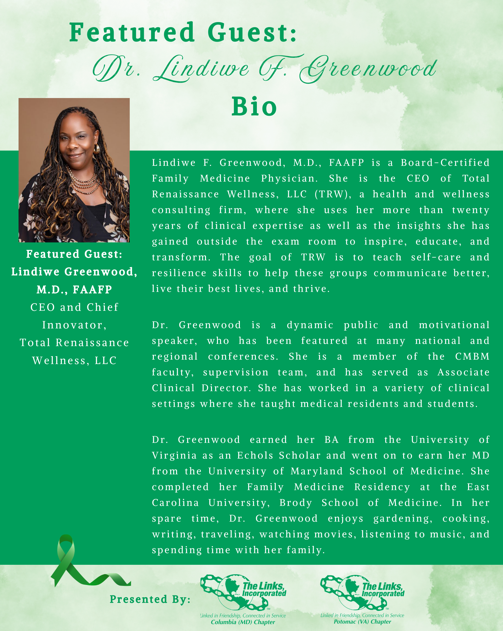 Featured Guest:
Dr. Lindiwe F. Greenwood
Bio
Featured Guest:
Lindiwe Greenwood,
M.D., FAAFP
CEO and Chief
Innovator,
Total Renaissance
Wellness, LLC
Lindiwe F. Greenwood, M.D., FAAFP is a Board-Certified
Family Medicine Physician. She is the CEO of Total
Renaissance Wellness, LLC (TRW), a health and wellness
consulting firm, where she uses her more than twenty
years of clinical expertise as well as the insights she has
gained outside the exam room to inspire, educate, and
transform. The goal of TRW is to teach self-care and
resilience skills to help these groups communicate better,
live their best lives, and thrive.
Dr. Greenwood is a dynamic public and motivational
speaker, who has been featured at many national and
regional conferences. She is a member of the CMBM
faculty, supervision team, and has served as Associate
Clinical Director. She has worked in a variety of clinical
settings where she taught medical residents and students.
Dr. Greenwood earned her BA from the University of
Virginia as an Echols Scholar and went on to earn her MD
from the University of Maryland School of Medicine. She
completed her Family Medicine Residency at the East
Carolina University, Brody School of Medicine. In her
spare time, Dr. Greenwood enjoys gardening, cooking,
writing, traveling, watching movies, listening to music, and
spending time with her family.
Presented By:
The Links,
Incorporated
Linked in Friendship, Connected in Service
Columbia (MD) Chapter
The Links,
Incorporated
Linked in Friendship, Connected in Service
Potomac (VA) Chapter